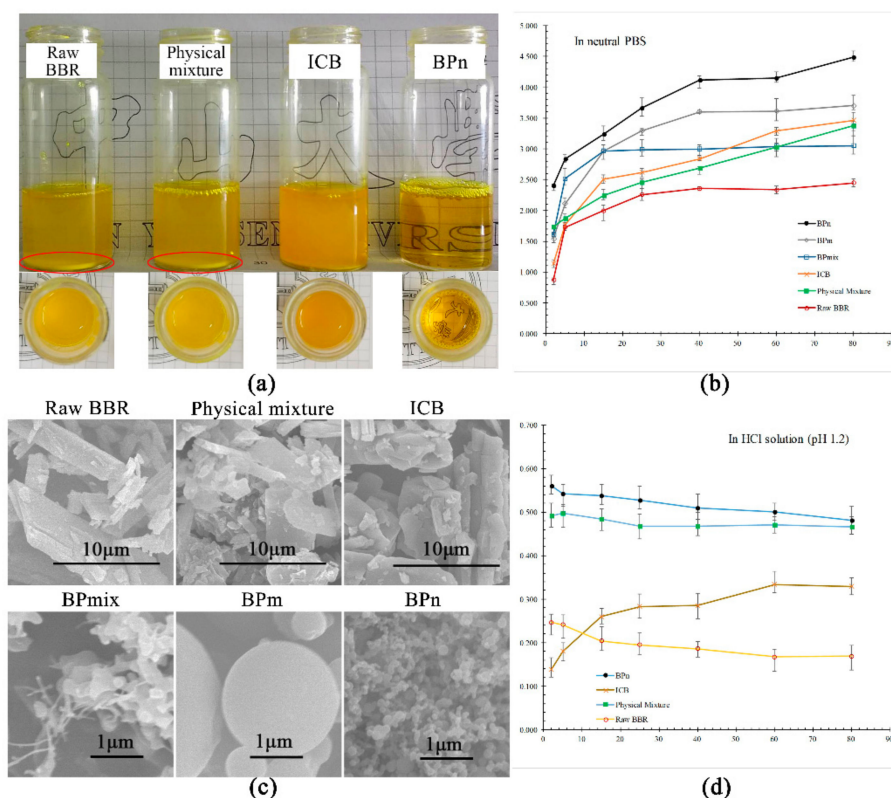 Raw
BBR
Physical
mixture
ICB
BPn
(a)
In neutral PBS
5.000
4.500
4.000
3.500
3.000
2.500
2.000
1.500
1.000
0.500
0.000
0 10 20 30 40 50 60 70 80 90
BPn
BPm
BPmix
ICB
Physical Mixture
Raw BBR
(b)
Raw BBR
Physical mixture
ICB
10μm
10μm
10μm
BPmix
BPm
BPn
1μm
1μm
1μm
(c)
In HCl solution (pH 1.2)
0.700
0.600
0.500
0.400
0.300
0.200
0.100
0.000
0 10 20 30 40 50 60 70 80 90
BPn
ICB
Physical Mixture
Raw BBR
(d)